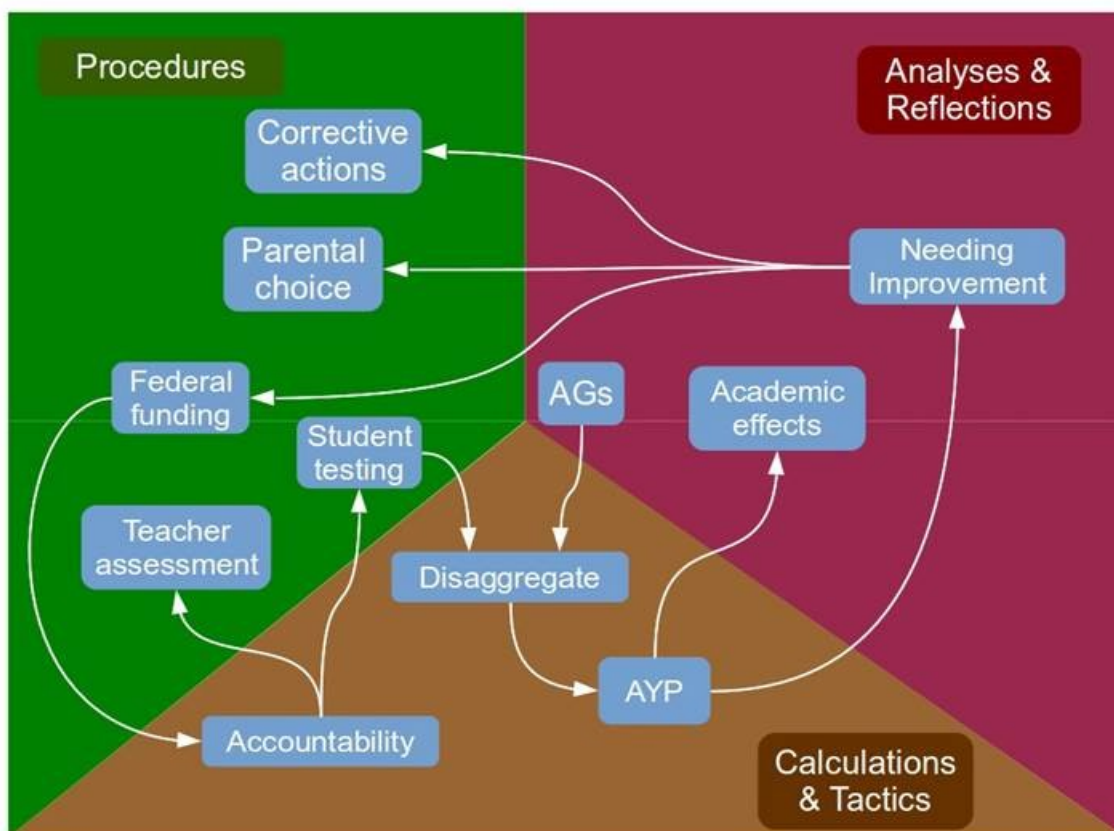 Procedures
Analyses &
Reflections
Corrective
actions
Parental
choice
Needing
Improvement
Federal
funding
AGs
Academic
effects
Student
testing
Teacher
assessment
Disaggregate
AYP
Accountability
Calculations
& Tactics